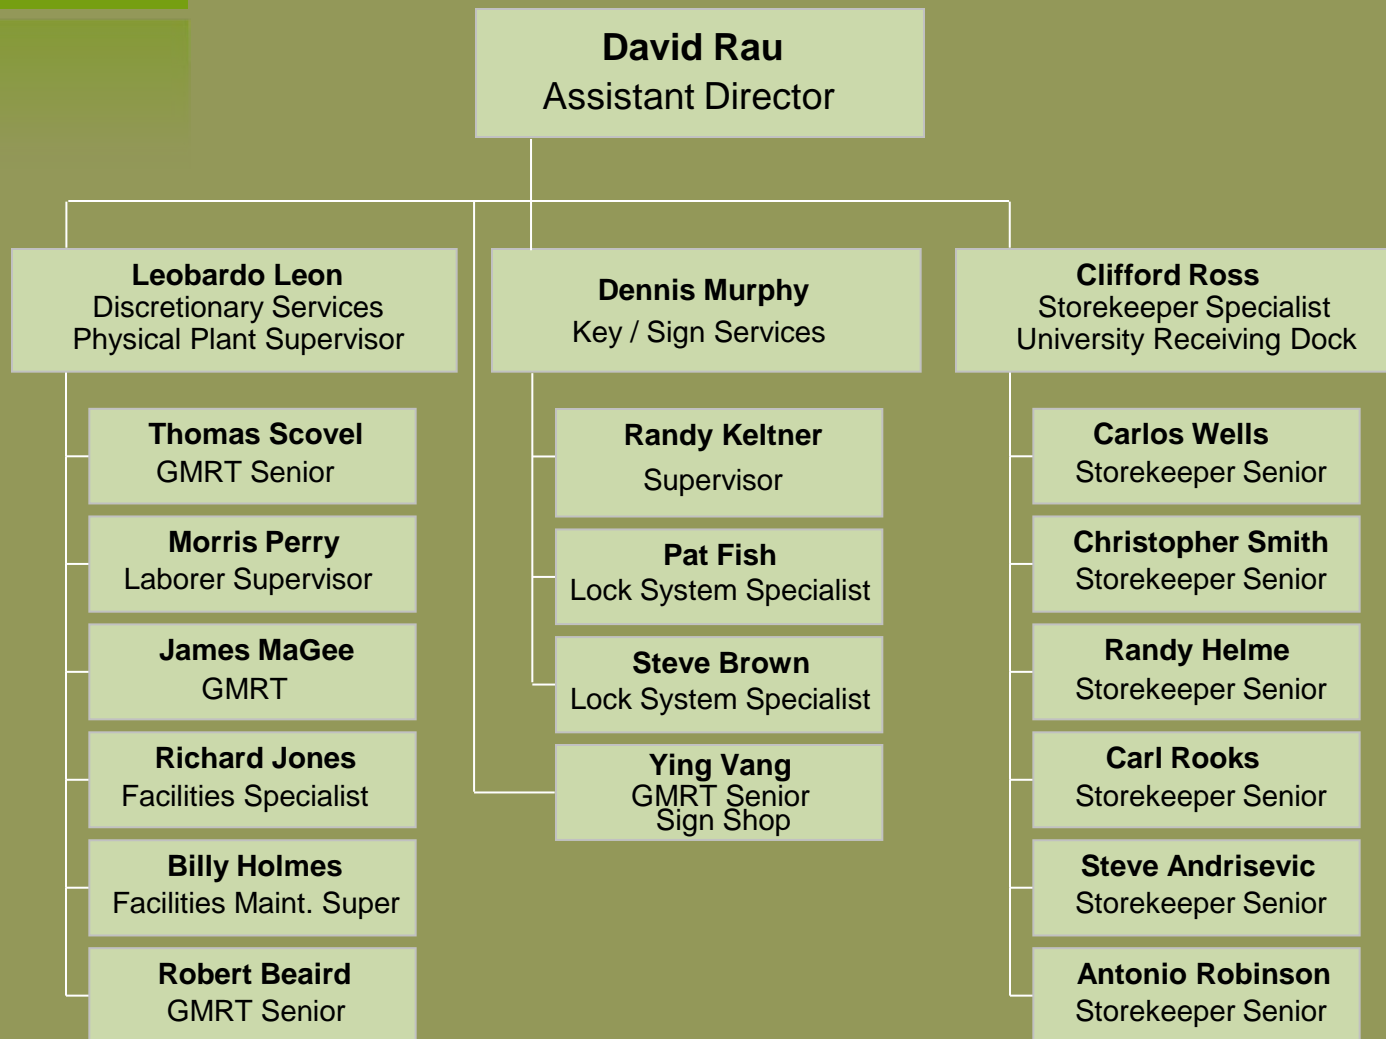 David Rau
Assistant Director
Leobardo Leon
Discretionary Services
Physical Plant Supervisor
Thomas Scovel
GMRT Senior
Morris Perry
Laborer Supervisor
James MaGee
GMRT
Richard Jones
Facilities Specialist
Billy Holmes
Facilities Maint. Super
Robert Beaird
GMRT Senior
Dennis Murphy
Key / Sign Services
Randy Keltner
Supervisor
Pat Fish
Lock System Specialist
Steve Brown
Lock System Specialist
Ying Vang
GMRT Senior
Sign Shop
Clifford Ross
Storekeeper Specialist
University Receiving Dock
Carlos Wells
Storekeeper Senior
Christopher Smith
Storekeeper Senior
Randy Helme
Storekeeper Senior
Carl Rooks
Storekeeper Senior
Steve Andrisevic
Storekeeper Senior
Antonio Robinson
Storekeeper Senior